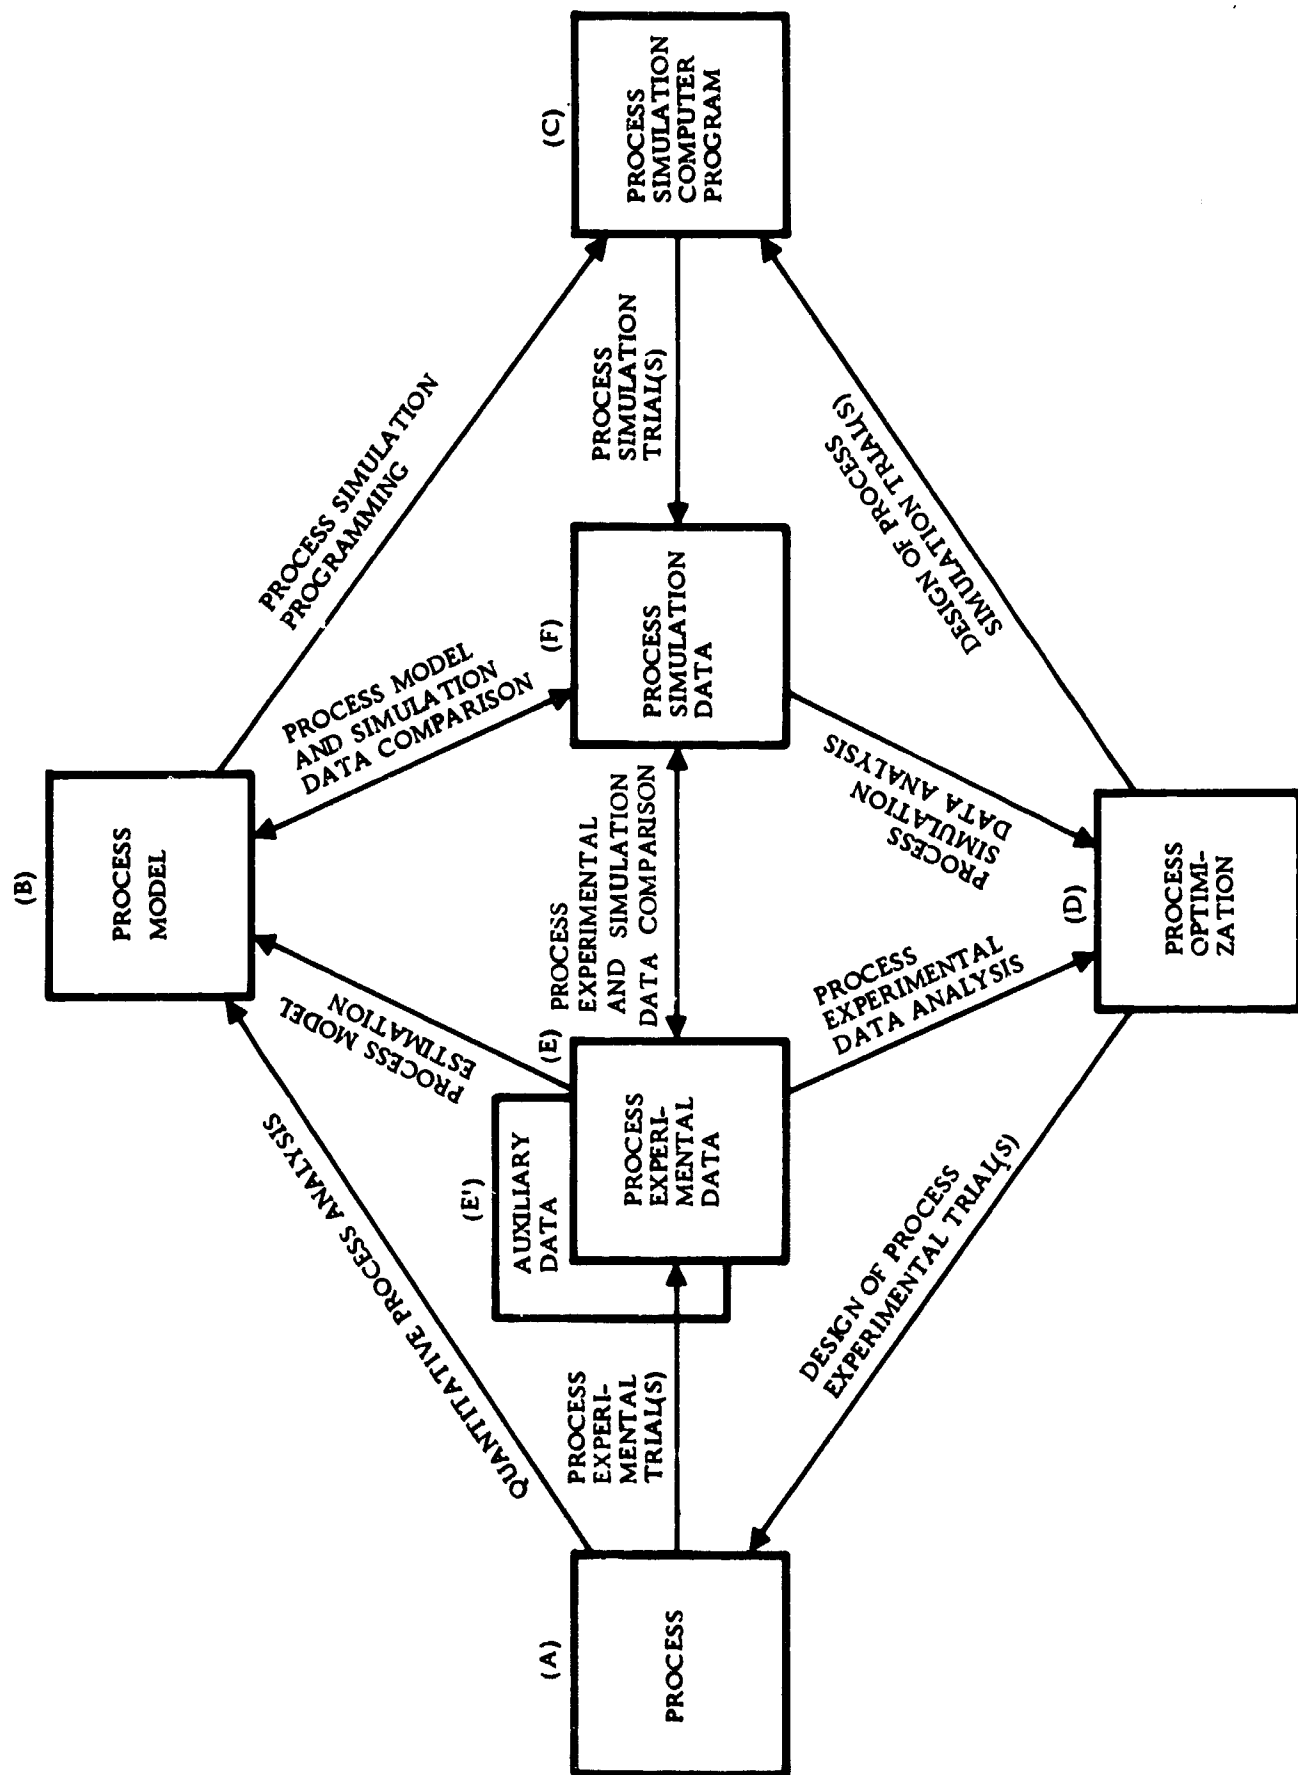 (B)
PROCESS
MODEL
QUANTITATIVE PROCESS ANALYSIS
PROCESS MODEL
ESTIMATION
PROCESS MODEL
AND SIMULATION
DATA COMPARISON
PROCESS SIMULATION
PROGRAMMING
(A)
PROCESS
PROCESS
EXPERI-
MENTAL
TRIAL(S)
(E')
AUXILIARY
DATA
(E)
PROCESS
EXPERI-
MENTAL
DATA
PROCESS
EXPERIMENTAL
AND SIMULATION
DATA COMPARISON
(F)
PROCESS
SIMULATION
DATA
PROCESS
SIMULATION
TRIAL(S)
(C)
PROCESS
SIMULATION
COMPUTER
PROGRAM
DESIGN OF PROCESS
EXPERIMENTAL TRIAL(S)
PROCESS
EXPERIMENTAL
DATA ANALYSIS
PROCESS
SIMULATION
DATA ANALYSIS
DESIGN OF PROCESS
SIMULATION TRIAL(S)
(D)
PROCESS
OPTIMI-
ZATION